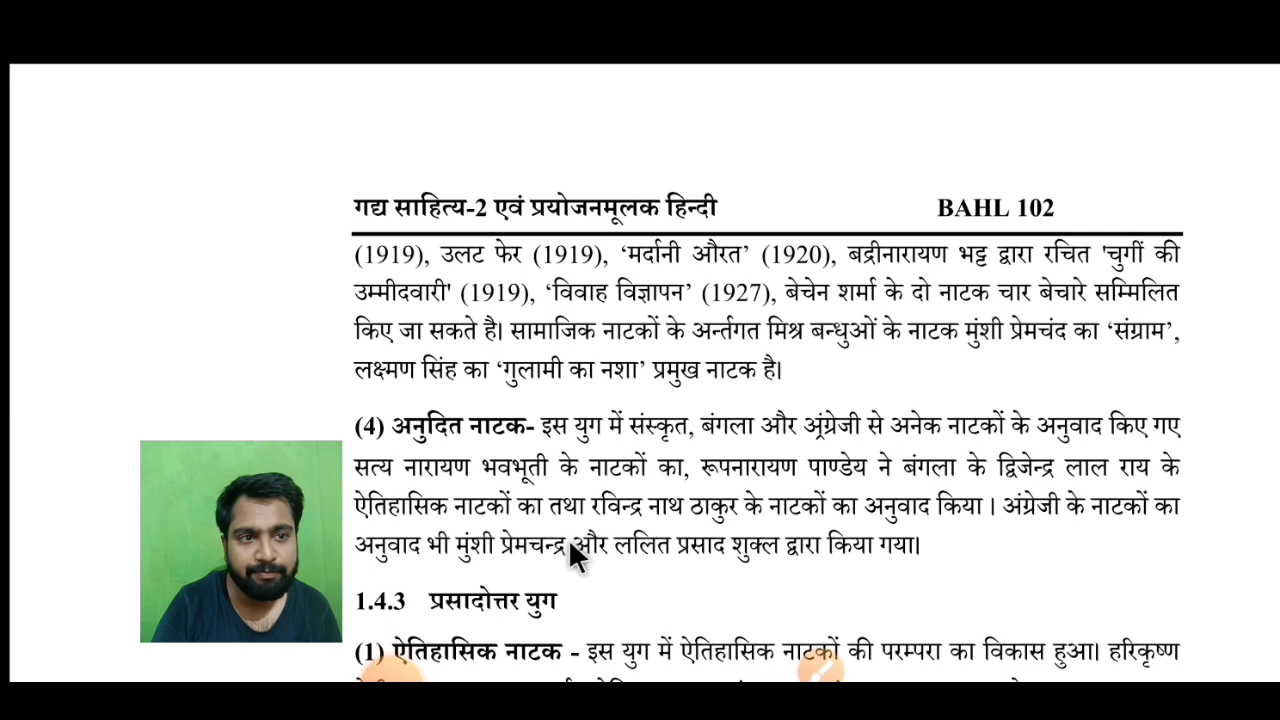 गद्य साहित्य-2 एवं प्रयोजनमूलक हिन्दी BAHL 102
(1919), उलट फेर (1919), ‘मर्दानी औरत’ (1920), बद्रीनारायण भट्ट द्वारा रचित 'चुगीं की
उम्मीदवारी' (1919), ‘विवाह विज्ञापन’ (1927), बेचेन शर्मा के दो नाटक चार बेचारे सम्मिलित
किए जा सकते है। सामाजिक नाटकों के अर्न्तगत मिश्र बन्धुओं के नाटक मुंशी प्रेमचंद का ‘संग्राम’,
लक्ष्मण सिंह का ‘गुलामी का नशा’ प्रमुख नाटक है।
(4) अनुदित नाटक- इस युग में संस्कृत, बंगला और अ्रंग्रेजी से अनेक नाटकों के अनुवाद किए गए
सत्य नारायण भवभूती के नाटकों का, रूपनारायण पाण्डेय ने बंगला के द्विजेन्द्र लाल राय के
ऐतिहासिक नाटकों का तथा रविन्द्र नाथ ठाकुर के नाटकों का अनुवाद किया । अंग्रेजी के नाटकों का
अनुवाद भी मुंशी प्रेमचन्द्र और ललित प्रसाद शुक्ल द्वारा किया गया।
1.4.3 प्रसादोत्तर युग
(1) ऐतिहासिक नाटक - इस युग में ऐतिहासिक नाटकों की परम्परा का विकास हुआ। हरिकृष्ण